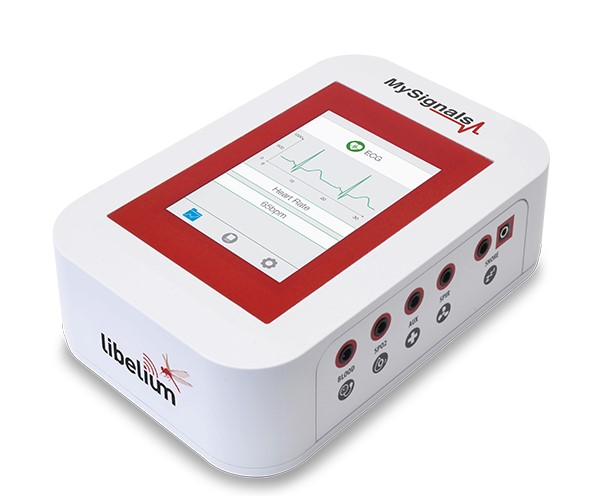 MySignals
ECG
Heart Rate
65bpm
BLOOD
SPO2
AUX
SPIR
SNORE
libelium